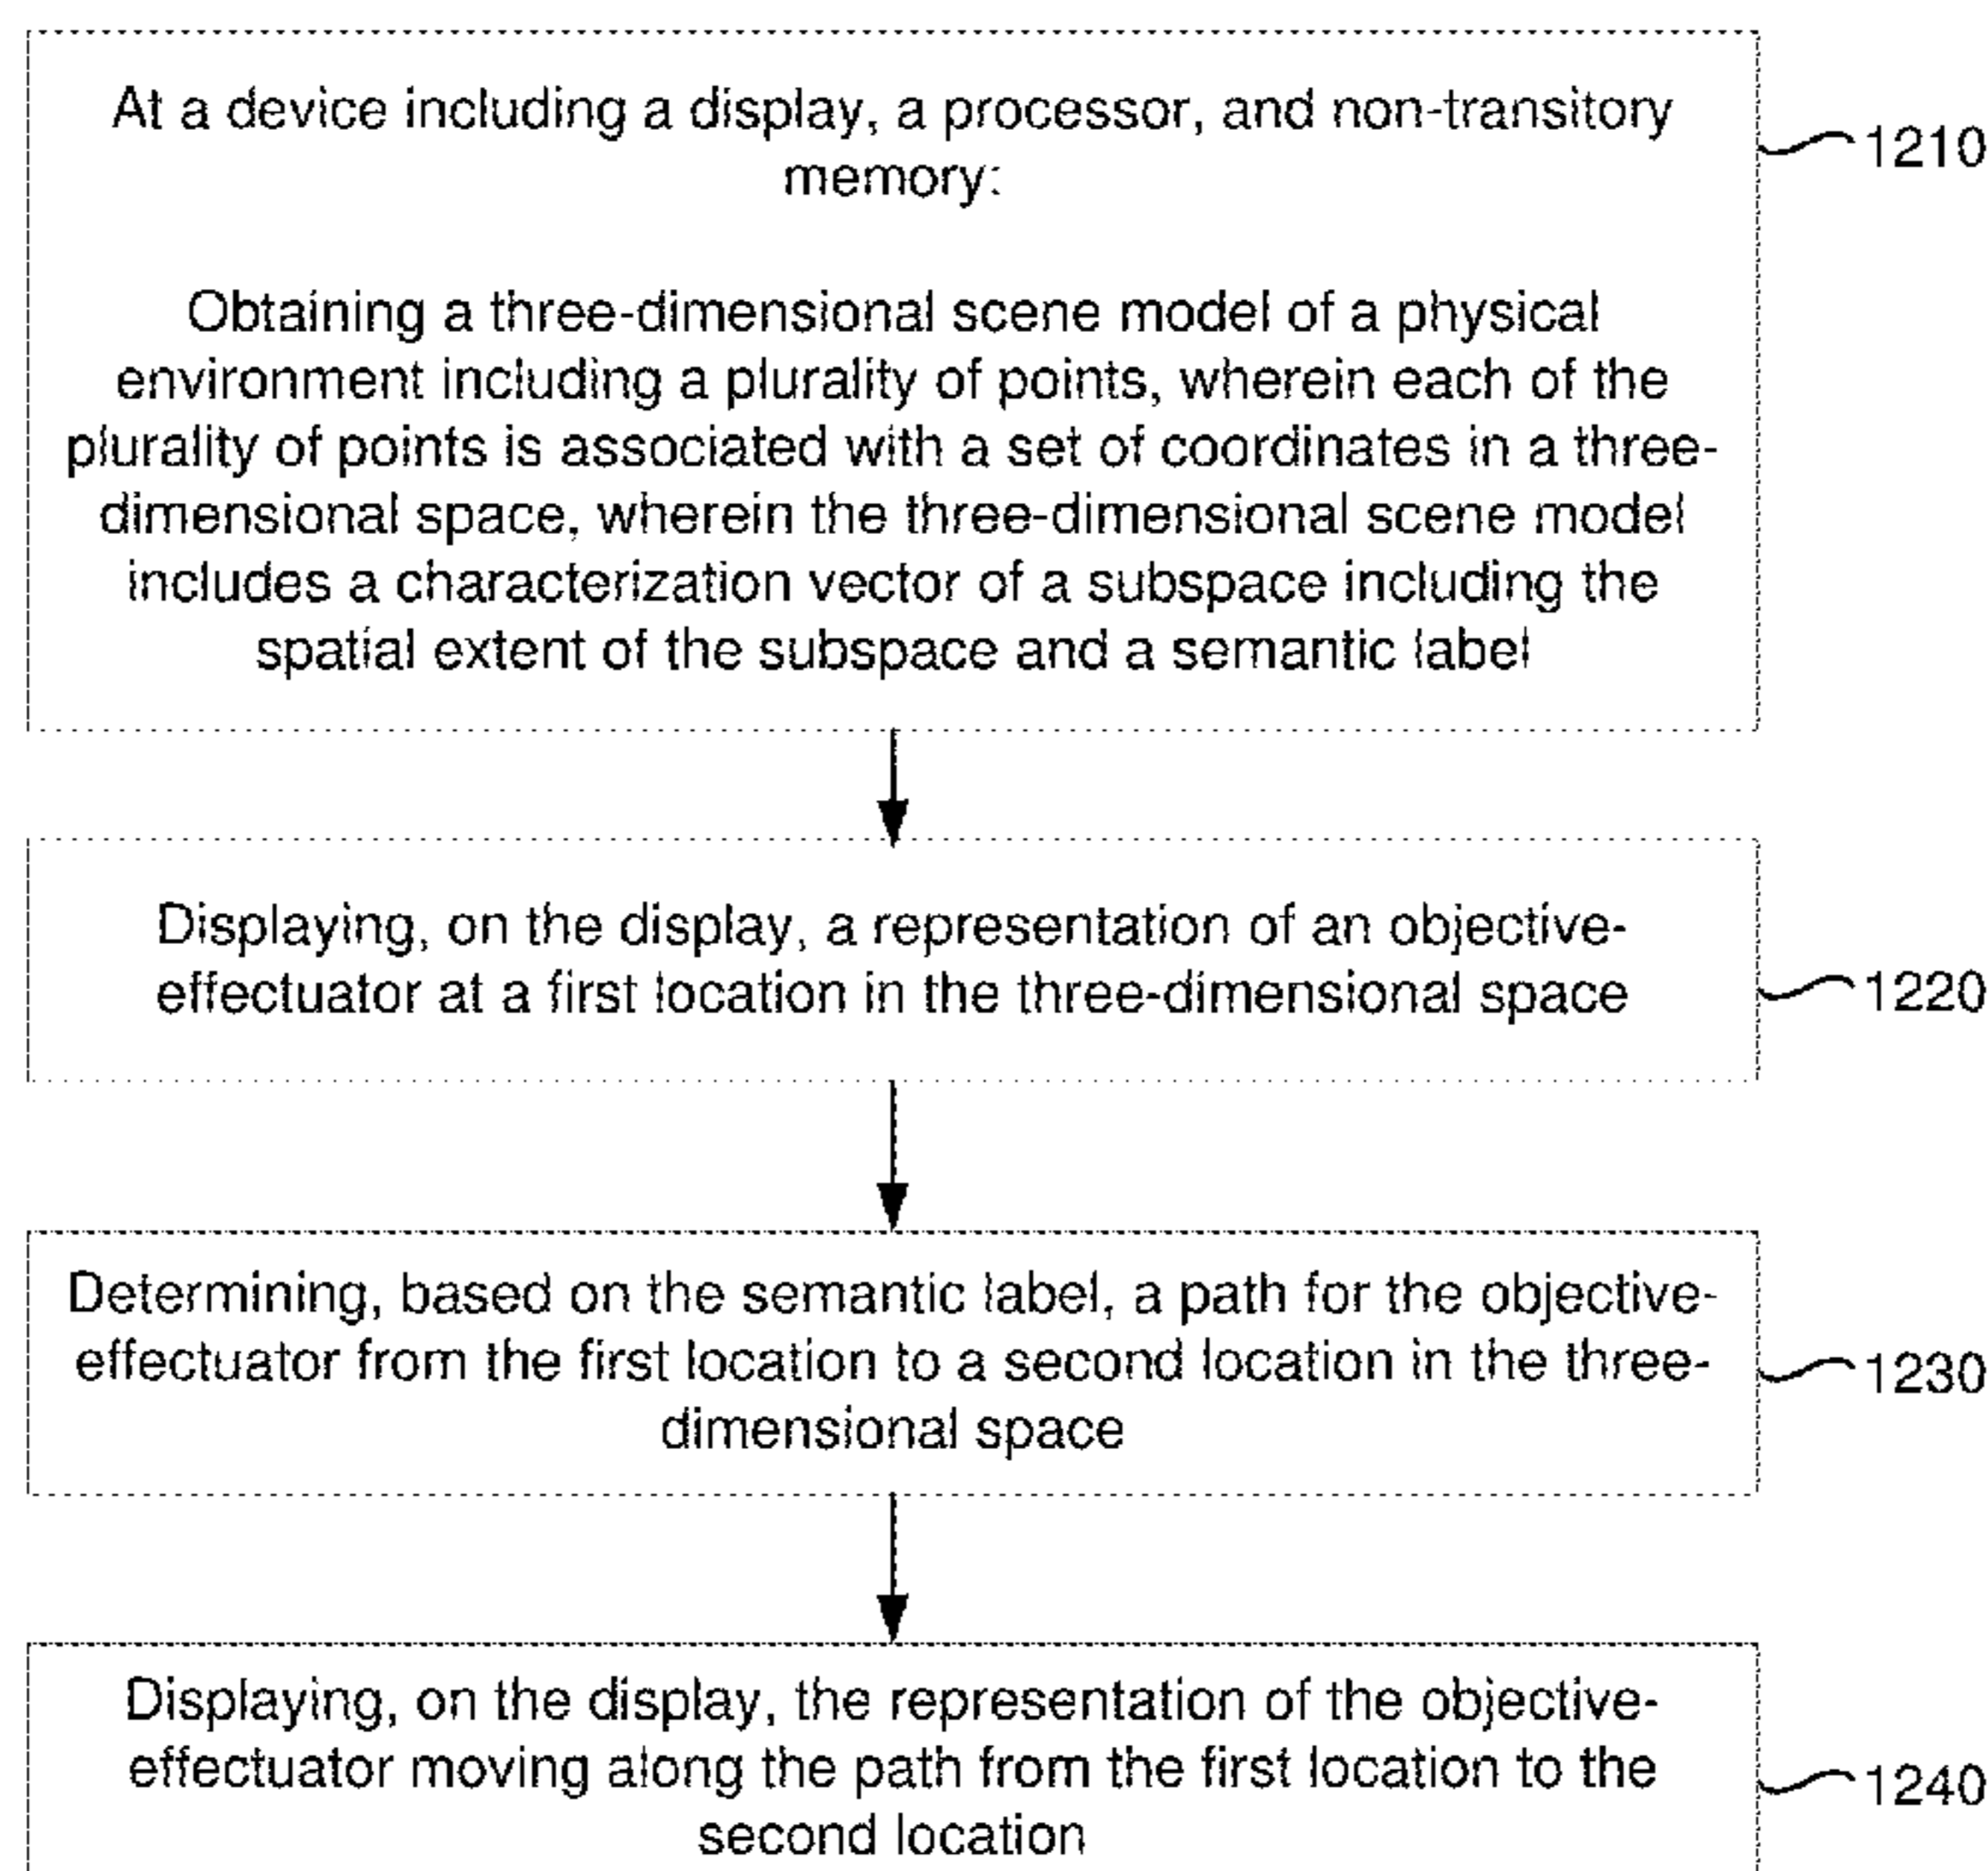 At a device including a display, a processor, and non-transitory
memory:
1210
Obtaining a three-dimensional scene model of a physical
environment including a plurality of points, wherein each of the
plurality of points is associated with a set of coordinates in a three-
dimensional space, wherein the three-dimensional scene model
includes a characterization vector of a subspace including the
spatial extent of the subspace and a semantic label
Displaying, on the display, a representation of an objective-
effectuator at a first location in the three-dimensional space
1220
Determining, based on the semantic label, a path for the objective-
effectuator from the first location to a second location in the three-
dimensional space
1230
Displaying, on the display, the representation of the objective-
effectuator moving along the path from the first location to the
second location
1240